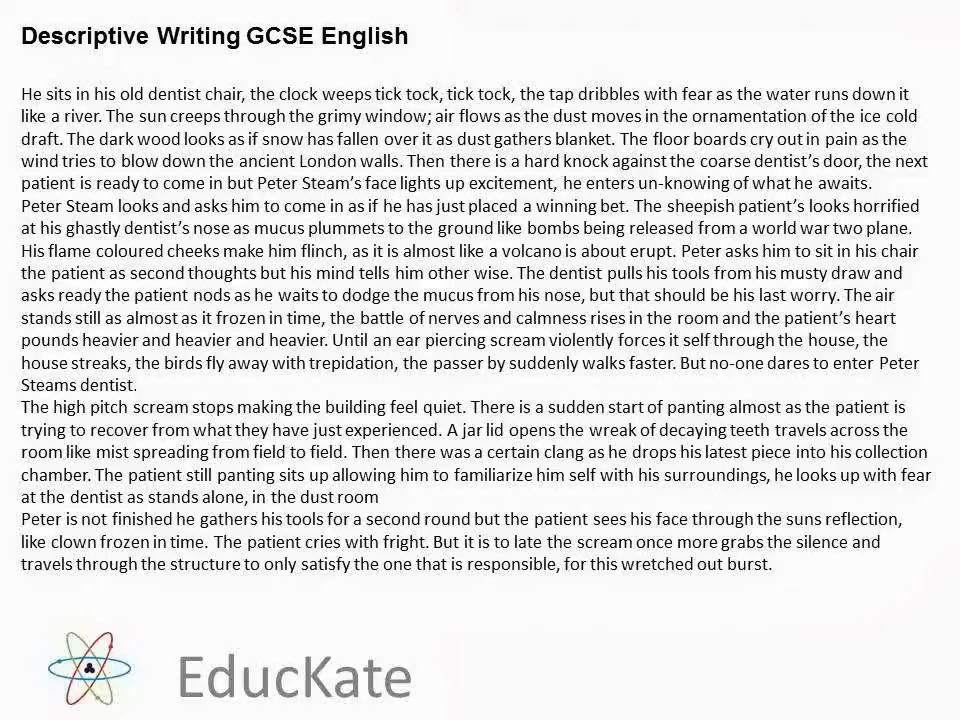 Descriptive Writing GCSE English
He sits in his old dentist chair, the clock weeps tick tock, tick tock, the tap dribbles with fear as the water runs down it
like a river. The sun creeps through the grimy window; air flows as the dust moves in the ornamentation of the ice cold
draft. The dark wood looks as if snow has fallen over it as dust gathers blanket. The floor boards cry out in pain as the
wind tries to blow down the ancient London walls. Then there is a hard knock against the coarse dentist's door, the next
patient is ready to come in but Peter Steam's face lights up excitement, he enters un-knowing of what he awaits.
Peter Steam looks and asks him to come in as if he has just placed a winning bet. The sheepish patient's looks horrified
at his ghastly dentist's nose as mucus plummets to the ground like bombs being released from a world war two plane.
His flame coloured cheeks make him flinch, as it is almost like a volcano is about erupt. Peter asks him to sit in his chair
the patient as second thoughts but his mind tells him other wise. The dentist pulls his tools from his musty draw and
asks ready the patient nods as he waits to dodge the mucus from his nose, but that should be his last worry. The air
stands still as almost as it frozen in time, the battle of nerves and calmness rises in the room and the patient's heart
pounds heavier and heavier and heavier. Until an ear piercing scream violently forces it self through the house, the
house streaks, the birds fly away with trepidation, the passer by suddenly walks faster. But no-one dares to enter Peter
Steams dentist.
The high pitch scream stops making the building feel quiet. There is a sudden start of panting almost as the patient is
trying to recover from what they have just experienced. A jar lid opens the wreak of decaying teeth travels across the
room like mist spreading from field to field. Then there was a certain clang as he drops his latest piece into his collection
chamber. The patient still panting sits up allowing him to familiarize him self with his surroundings, he looks up with fear
at the dentist as stands alone, in the dust room
Peter is not finished he gathers his tools for a second round but the patient sees his face through the suns reflection,
like clown frozen in time. The patient cries with fright. But it is to late the scream once more grabs the silence and
travels through the structure to only satisfy the one that is responsible, for this wretched out burst.
EducKate